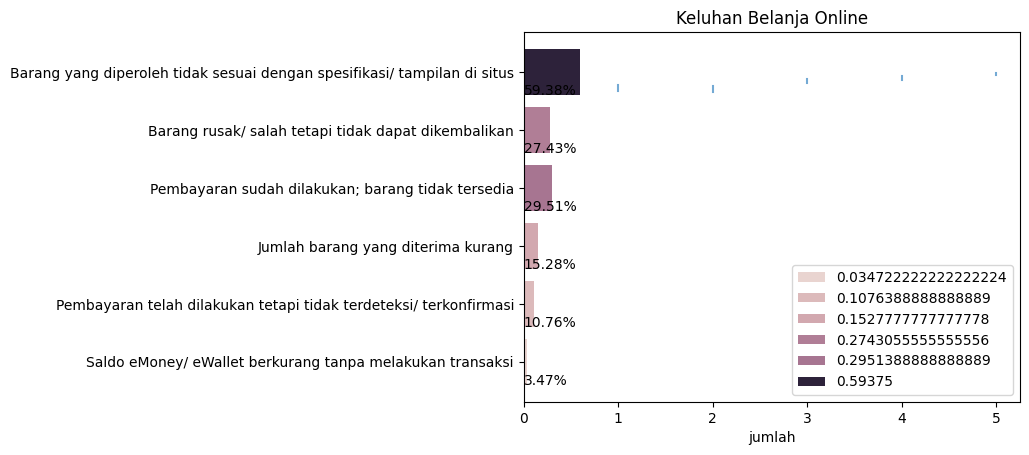 Keluhan Belanja Online
Barang yang diperoleh tidak sesuai dengan spesifikasi/ tampilan di situs
59.38%
Barang rusak/ salah tetapi tidak dapat dikembalikan
27.43%
Pembayaran sudah dilakukan; barang tidak tersedia
29.51%
Jumlah barang yang diterima kurang
15.28%
Pembayaran telah dilakukan tetapi tidak terdeteksi/ terkonfirmasi
10.76%
Saldo eMoney/ eWallet berkurang tanpa melakukan transaksi
3.47%
0.034722222222222224
0.1076388888888889
0.1527777777777778
0.2743055555555556
0.2951388888888889
0.59375
0 1 2 3 4 5
jumlah